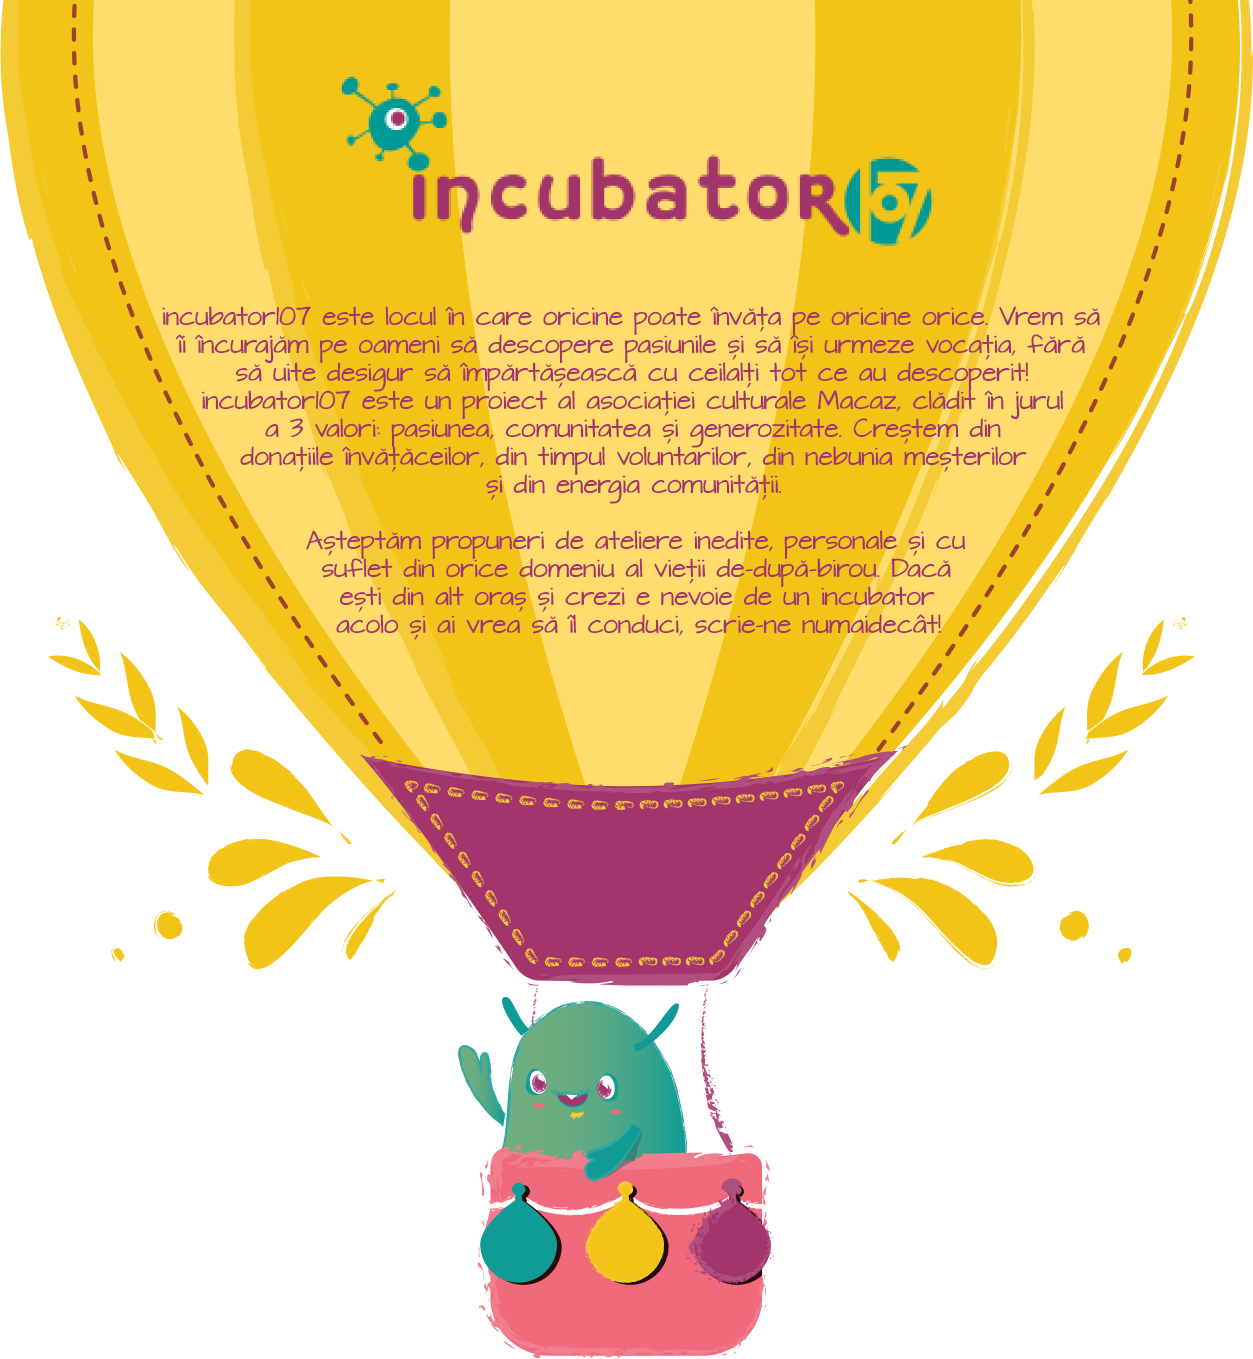 incubatoR107
incubator107 este locul în care oricine poate învăța pe oricine orice. Vrem să
îi încurajăm pe oameni să descopere pasiunile și să își urmeze vocația, fără
să uite desigur să împărtășească cu ceilalți tot ce au descoperit!
incubator107 este un proiect al asociației culturale Macaz, clădit în jurul
a 3 valori: pasiunea, comunitatea și generozitate. Creștem din
donațiile învățăceilor, din timpul voluntarilor, din nebunia meșterilor
și din energia comunității.
Așteptăm propuneri de ateliere inedite, personale și cu
suflet din orice domeniu al vieții de-după-birou. Dacă
ești din alt oraș și crezi e nevoie de un incubator
acolo și ai vrea să îl conduci, scrie-ne numaidecât!